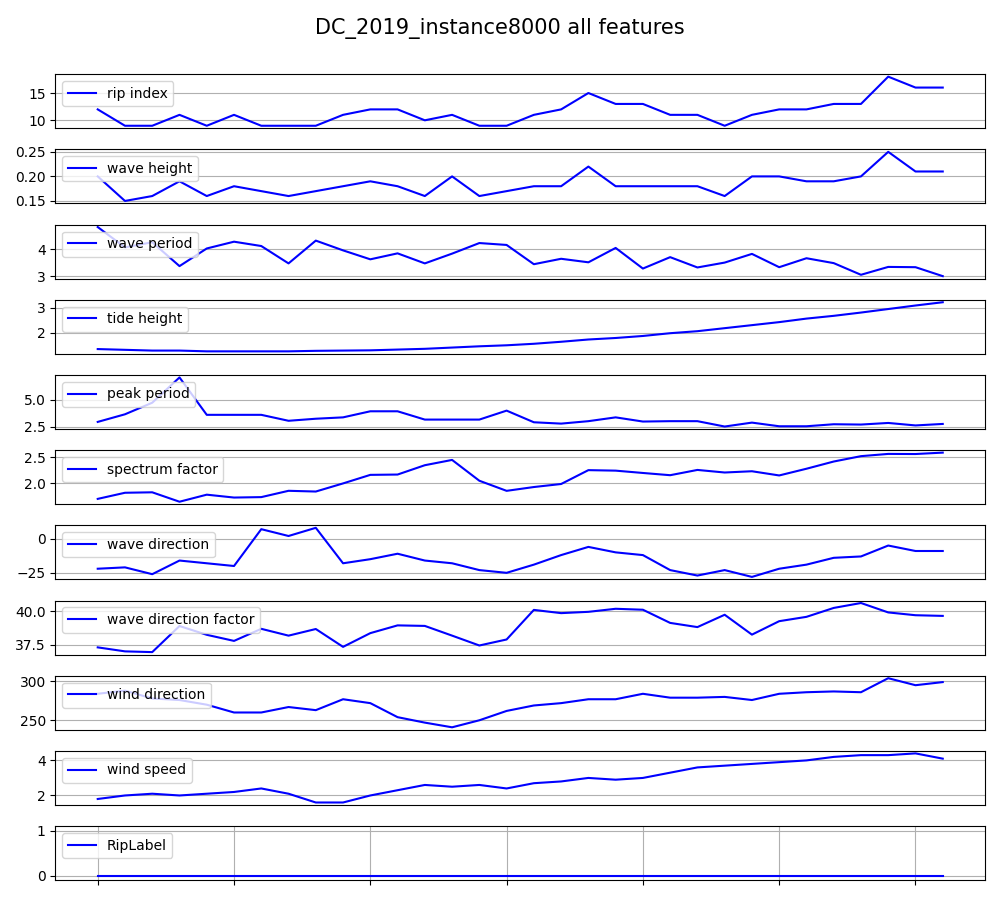 DC_2019_instance8000 all features
rip index
15
10
wave height
0.25
0.20
0.15
wave period
4
3
tide height
3
2
peak period
5.0
2.5
spectrum factor
2.5
2.0
wave direction
0
−25
wave direction factor
40.0
37.5
wind direction
300
250
wind speed
4
2
RipLabel
1
0